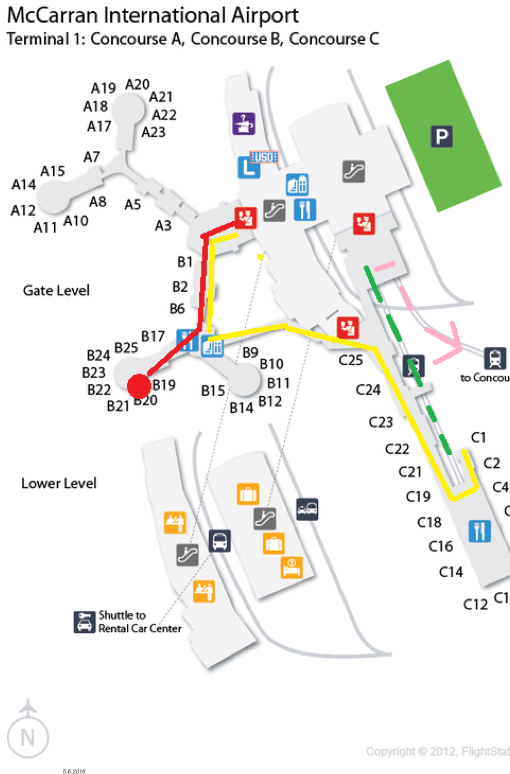 McCarran International Airport
Terminal 1: Concourse A, Concourse B, Concourse C
A19
A20
A18
A21
A22
A17
A23
P
A7
A15
USO
L
A14
A8
A5
A12
A10
A11
A3
B1
Gate Level
B2
B6
B17
B25
B24
B9
C25
to Concou
B23
B10
B19
B22
B11
C24
B20
B15
B21
B14
B12
C23
C1
C22
C2
Lower Level
C21
C4
C19
C
C18
C16
C14
C12
C1
Shuttle to
Rental Car Center
N
Copyright © 2012, FlightStat
5.6.2016